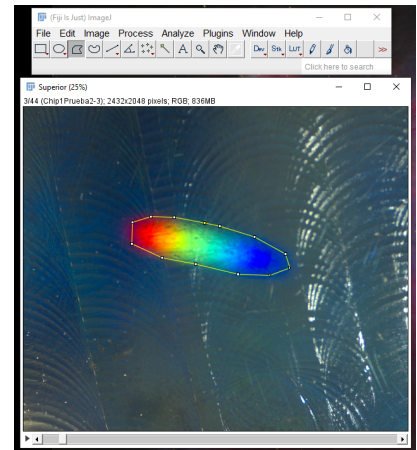 (Fiji Is Just) ImageJ
File Edit Image Process Analyze Plugins Window Help
A Dev Stk LUT >>
Click here to search
Superior (25%)
3/44 (Chip1Prueba2-3); 2432x2048 pixels; RGB; 836MB